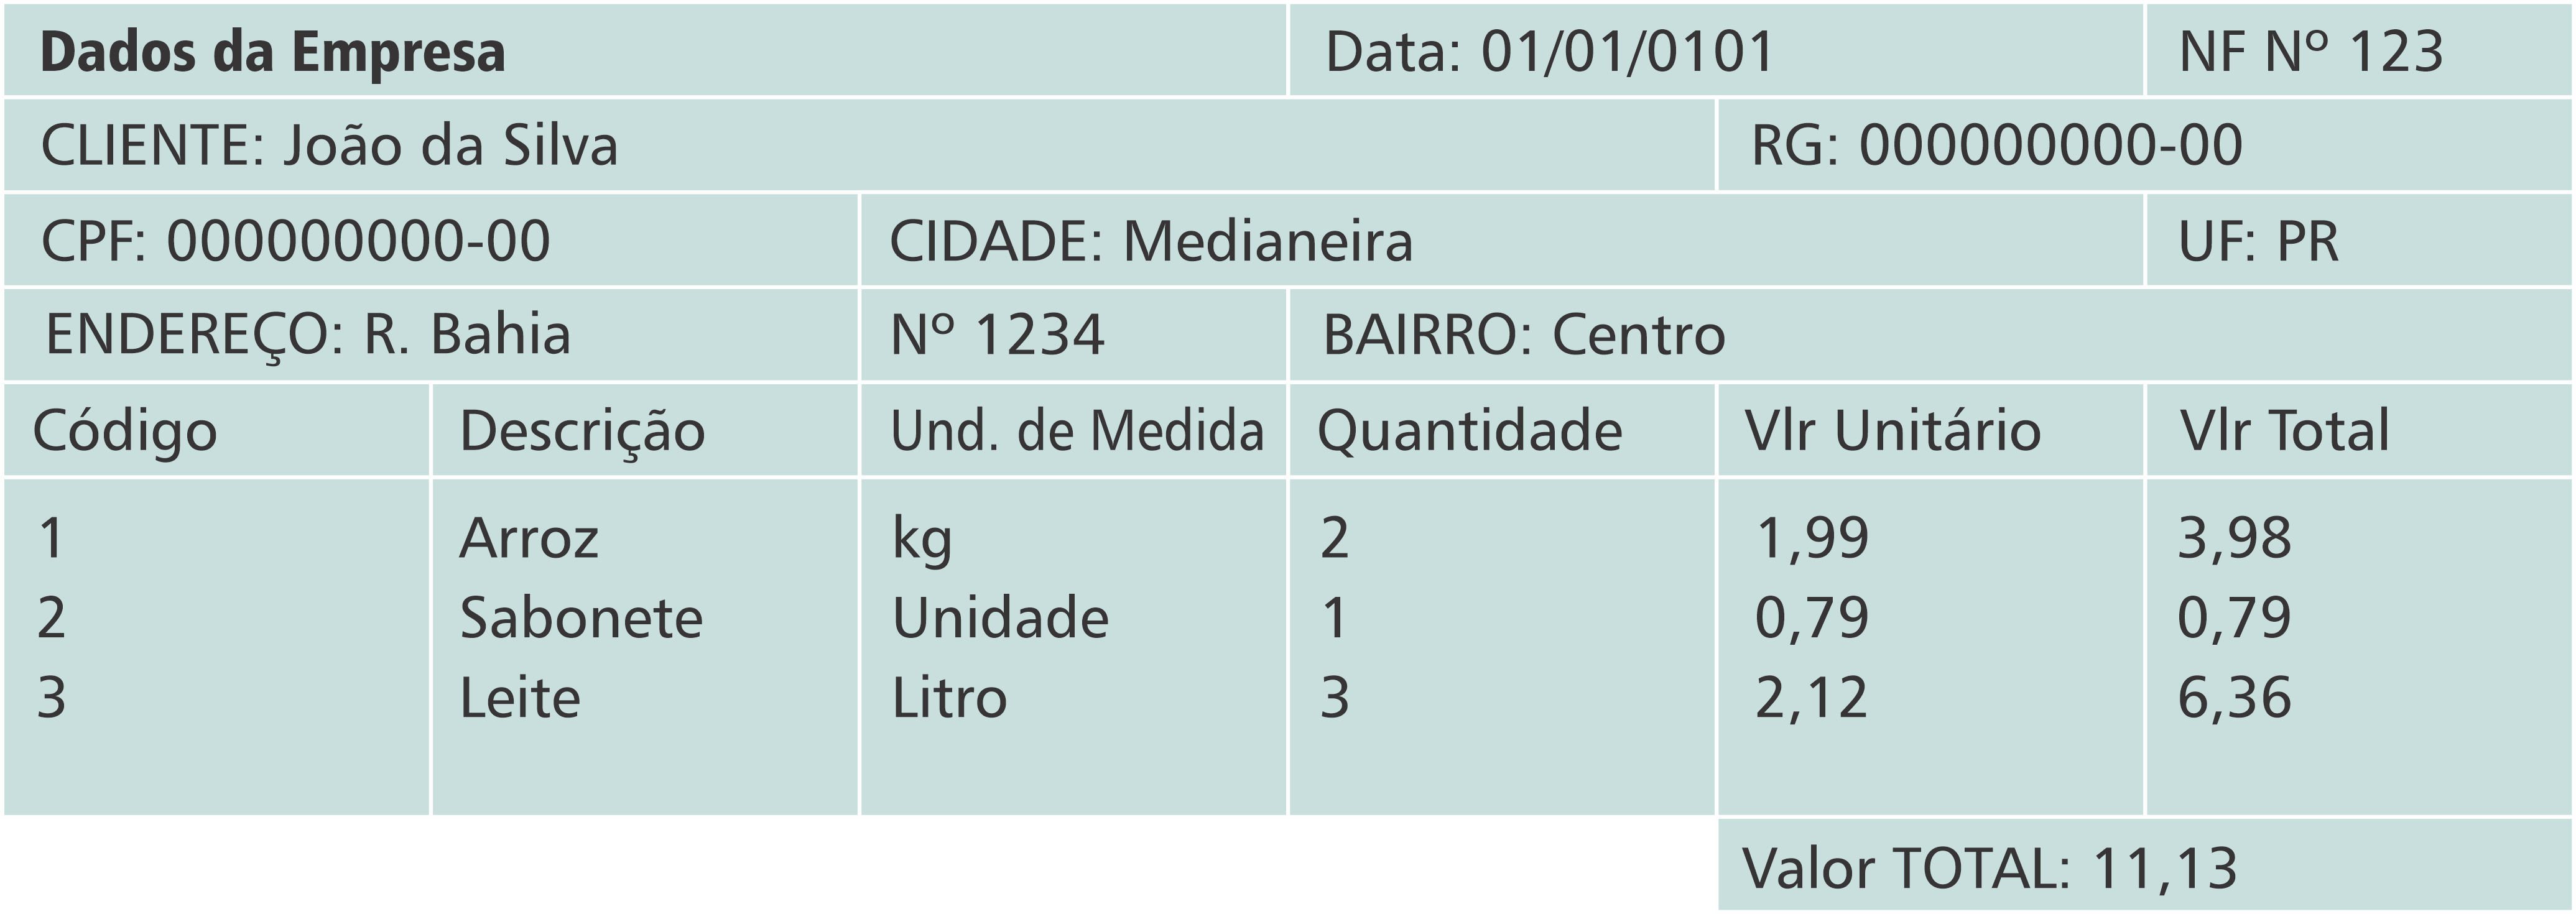 Dados da Empresa Data: 01/01/0101 NF Nº 123
CLIENTE: João da Silva RG: 000000000-00
CPF: 000000000-00 CIDADE: Medianeira UF: PR
ENDEREÇO: R. Bahia Nº 1234 BAIRRO: Centro
Código Descrição Und. de Medida Quantidade Vlr Unitário Vlr Total
1 Arroz kg 2 1,99 3,98
2 Sabonete Unidade 1 0,79 0,79
3 Leite Litro 3 2,12 6,36
Valor TOTAL: 11,13